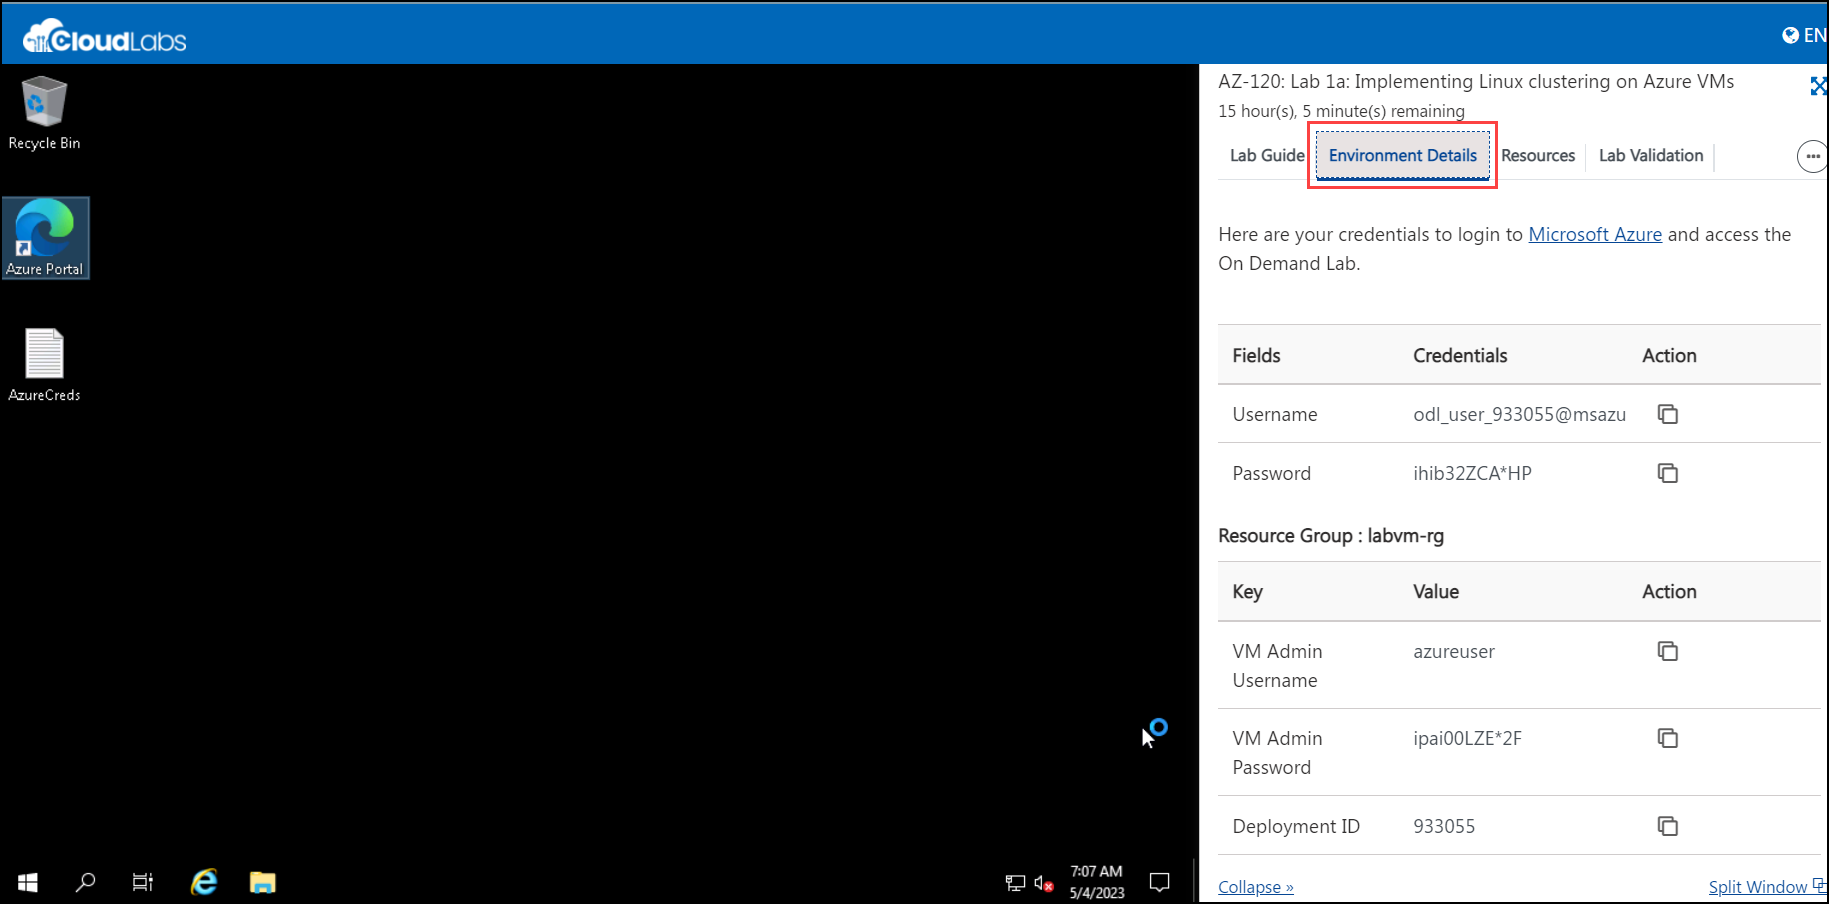 CloudLabs
EN
Recycle Bin
Azure Portal
AzureCreds
7:07 AM
5/4/2023
AZ-120: Lab 1a: Implementing Linux clustering on Azure VMs
15 hour(s), 5 minute(s) remaining
Lab Guide Environment Details Resources Lab Validation
Here are your credentials to login to Microsoft Azure and access the
On Demand Lab.
Fields Credentials Action
Username odl_user_933055@msazu
Password ihib32ZCA*HP
Resource Group : labvm-rg
Key Value Action
VM Admin azureuser
Username
VM Admin ipai00LZE*2F
Password
Deployment ID 933055
Collapse » Split Window